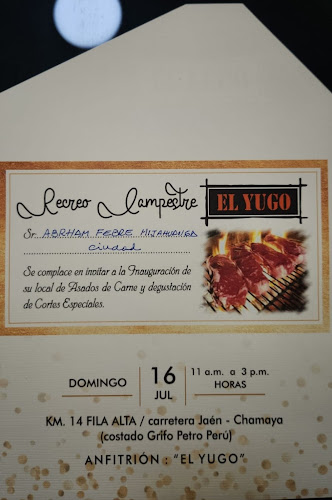 Recreo Campestre
EL YUGO
Sr. ABRHAM FEBRE MIJAHUANGA
Ciudad
Se complace en invitar a la Inauguración de
su local de Asados de Carne y degustación
de Cortes Especiales.
DOMINGO
16
JUL
11 a.m. a 3 p.m.
HORAS
KM. 14 FILA ALTA / carretera Jaén - Chamaya
(costado Grifo Petro Perú)
ANFITRIÓN : "EL YUGO"